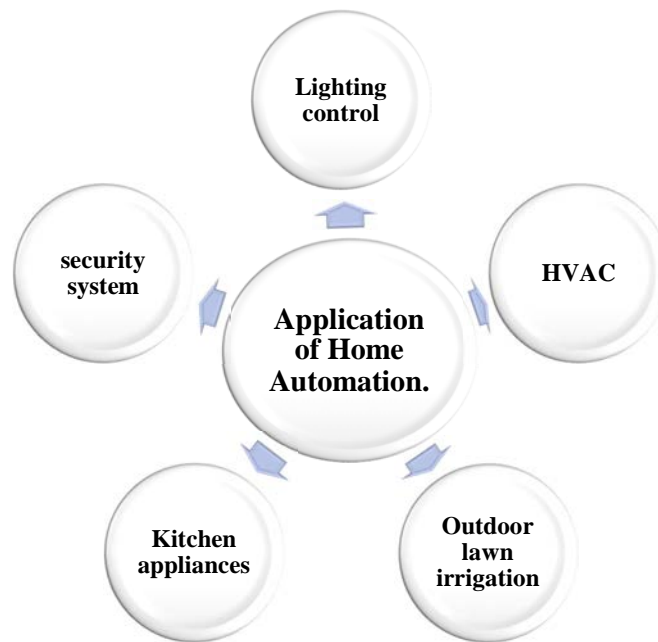 Lighting
control
security
system
HVAC
Application
of Home
Automation.
Kitchen
appliances
Outdoor
lawn
irrigation